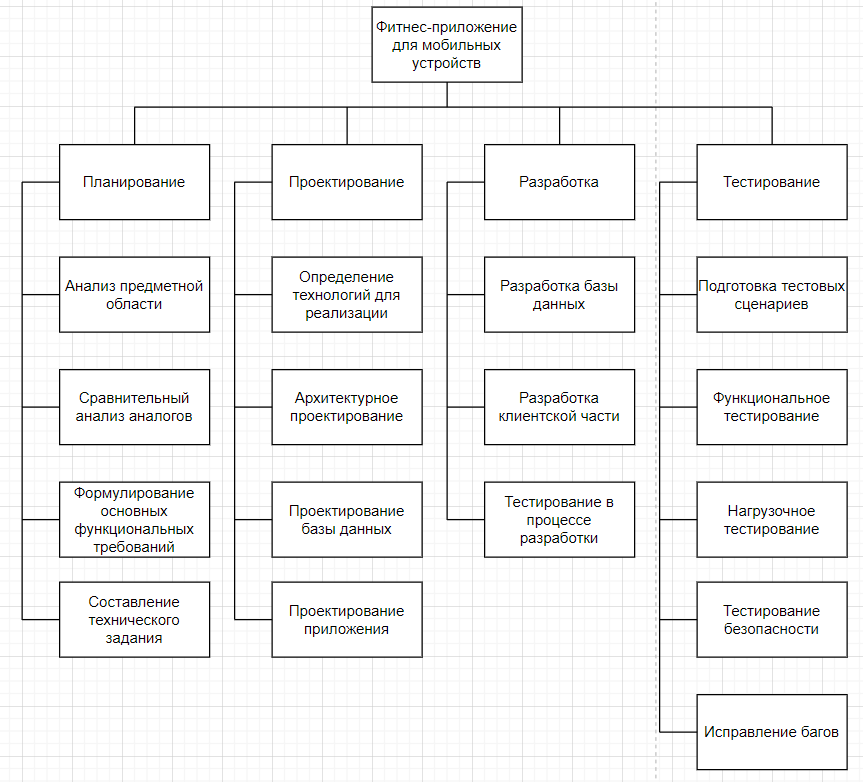 Фитнес-приложение
для мобильных
устройств
Планирование
Проектирование
Разработка
Тестирование
Анализ предметной
области
Определение
технологий для
реализации
Разработка базы
данных
Подготовка тестовых
сценариев
Сравнительный
анализ аналогов
Архитектурное
проектирование
Разработка
клиентской части
Функциональное
тестирование
Формулирование
основных
функциональных
требований
Проектирование
базы данных
Тестирование в
процессе
разработки
Нагрузочное
тестирование
Составление
технического
задания
Проектирование
приложения
Тестирование
безопасности
Исправление багов